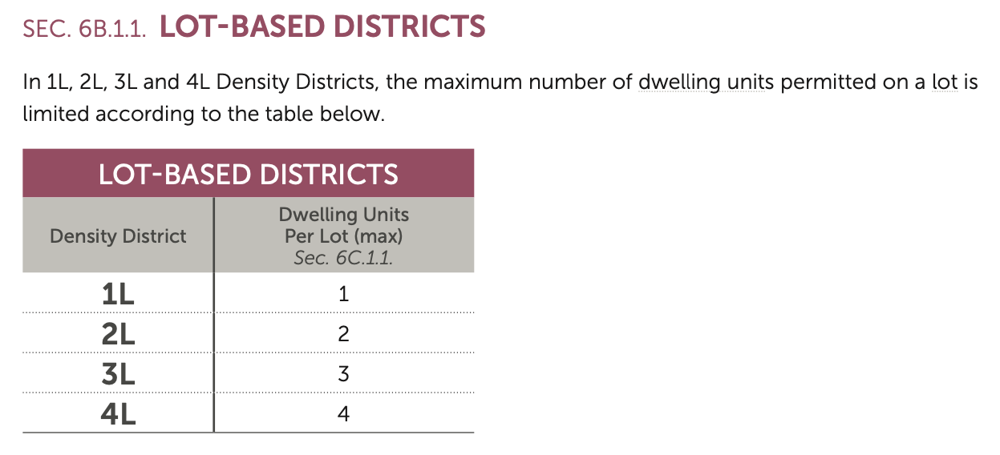 SEC. 6B.1.1. LOT-BASED DISTRICTS
In 1L, 2L, 3L and 4L Density Districts, the maximum number of dwelling units permitted on a lot is
limited according to the table below.
LOT-BASED DISTRICTS
Density District
Dwelling Units
Per Lot (max)
Sec. 6C.1.1.
1L 1
2L 2
3L 3
4L 4